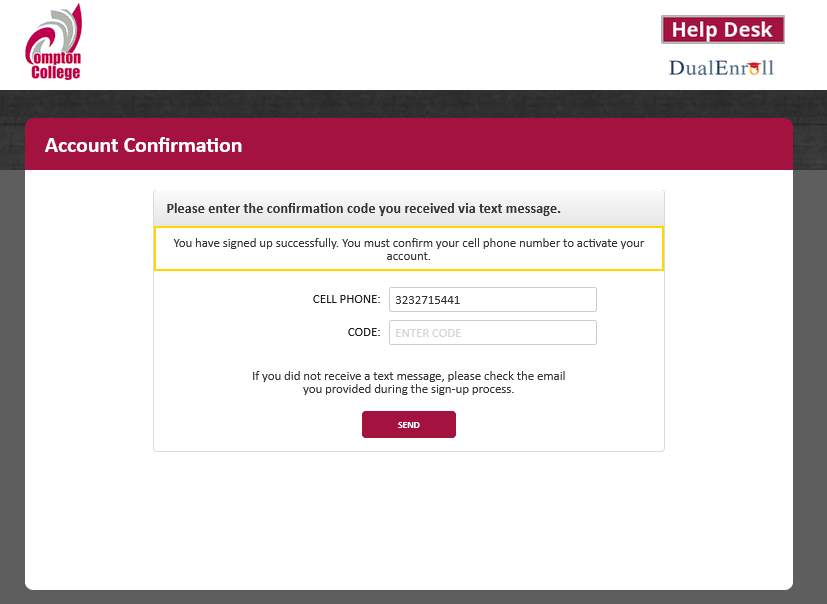 Compton
College
Help Desk
DualEnroll
Account Confirmation
Please enter the confirmation code you received via text message.
You have signed up successfully. You must confirm your cell phone number to activate your
account.
CELL PHONE: 3232715441
CODE: ENTER CODE
If you did not receive a text message, please check the email
you provided during the sign-up process.
SEND